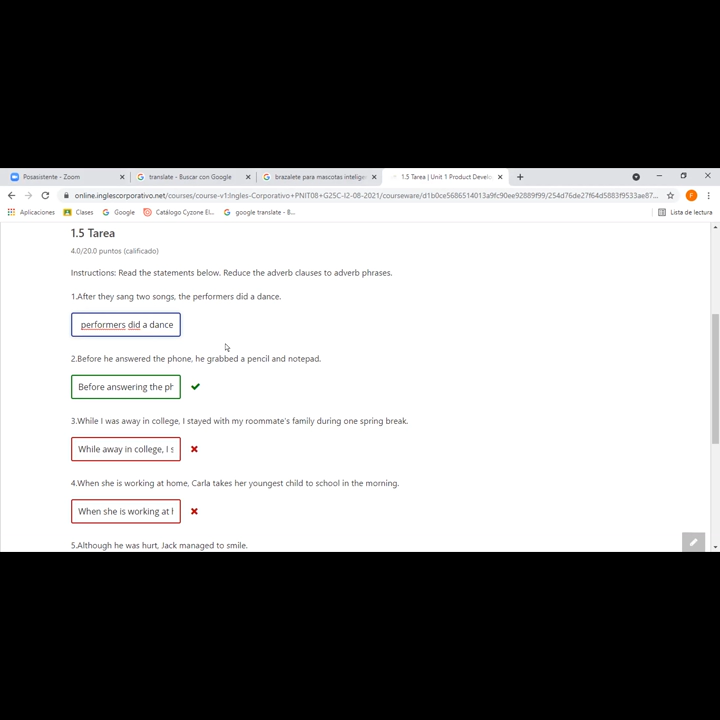 Posasistente - Zoom
translate - Buscar con Google
brazalete para mascotas intelige
1.5 Tarea | Unit 1 Product Develo
online.inglescorporativo.net/courses/course-v1:Ingles-Corporativo+PNIT08+G25C-I2-08-2021/courseware/d1b0ce5686514013a9fc90ee92889f99/254d76de27f64d5883f9533ae87...
F
Aplicaciones
Clases
Google
Catálogo Cyzone El...
google translate - B...
Lista de lectura
1.5 Tarea
4.0/20.0 puntos (calificado)
Instructions: Read the statements below. Reduce the adverb clauses to adverb phrases.
1.After they sang two songs, the performers did a dance.
performers did a dance
2.Before he answered the phone, he grabbed a pencil and notepad.
Before answering the ph
3.While I was away in college, I stayed with my roommate's family during one spring break.
While away in college, I s
4.When she is working at home, Carla takes her youngest child to school in the morning.
When she is working at h
5.Although he was hurt, Jack managed to smile.